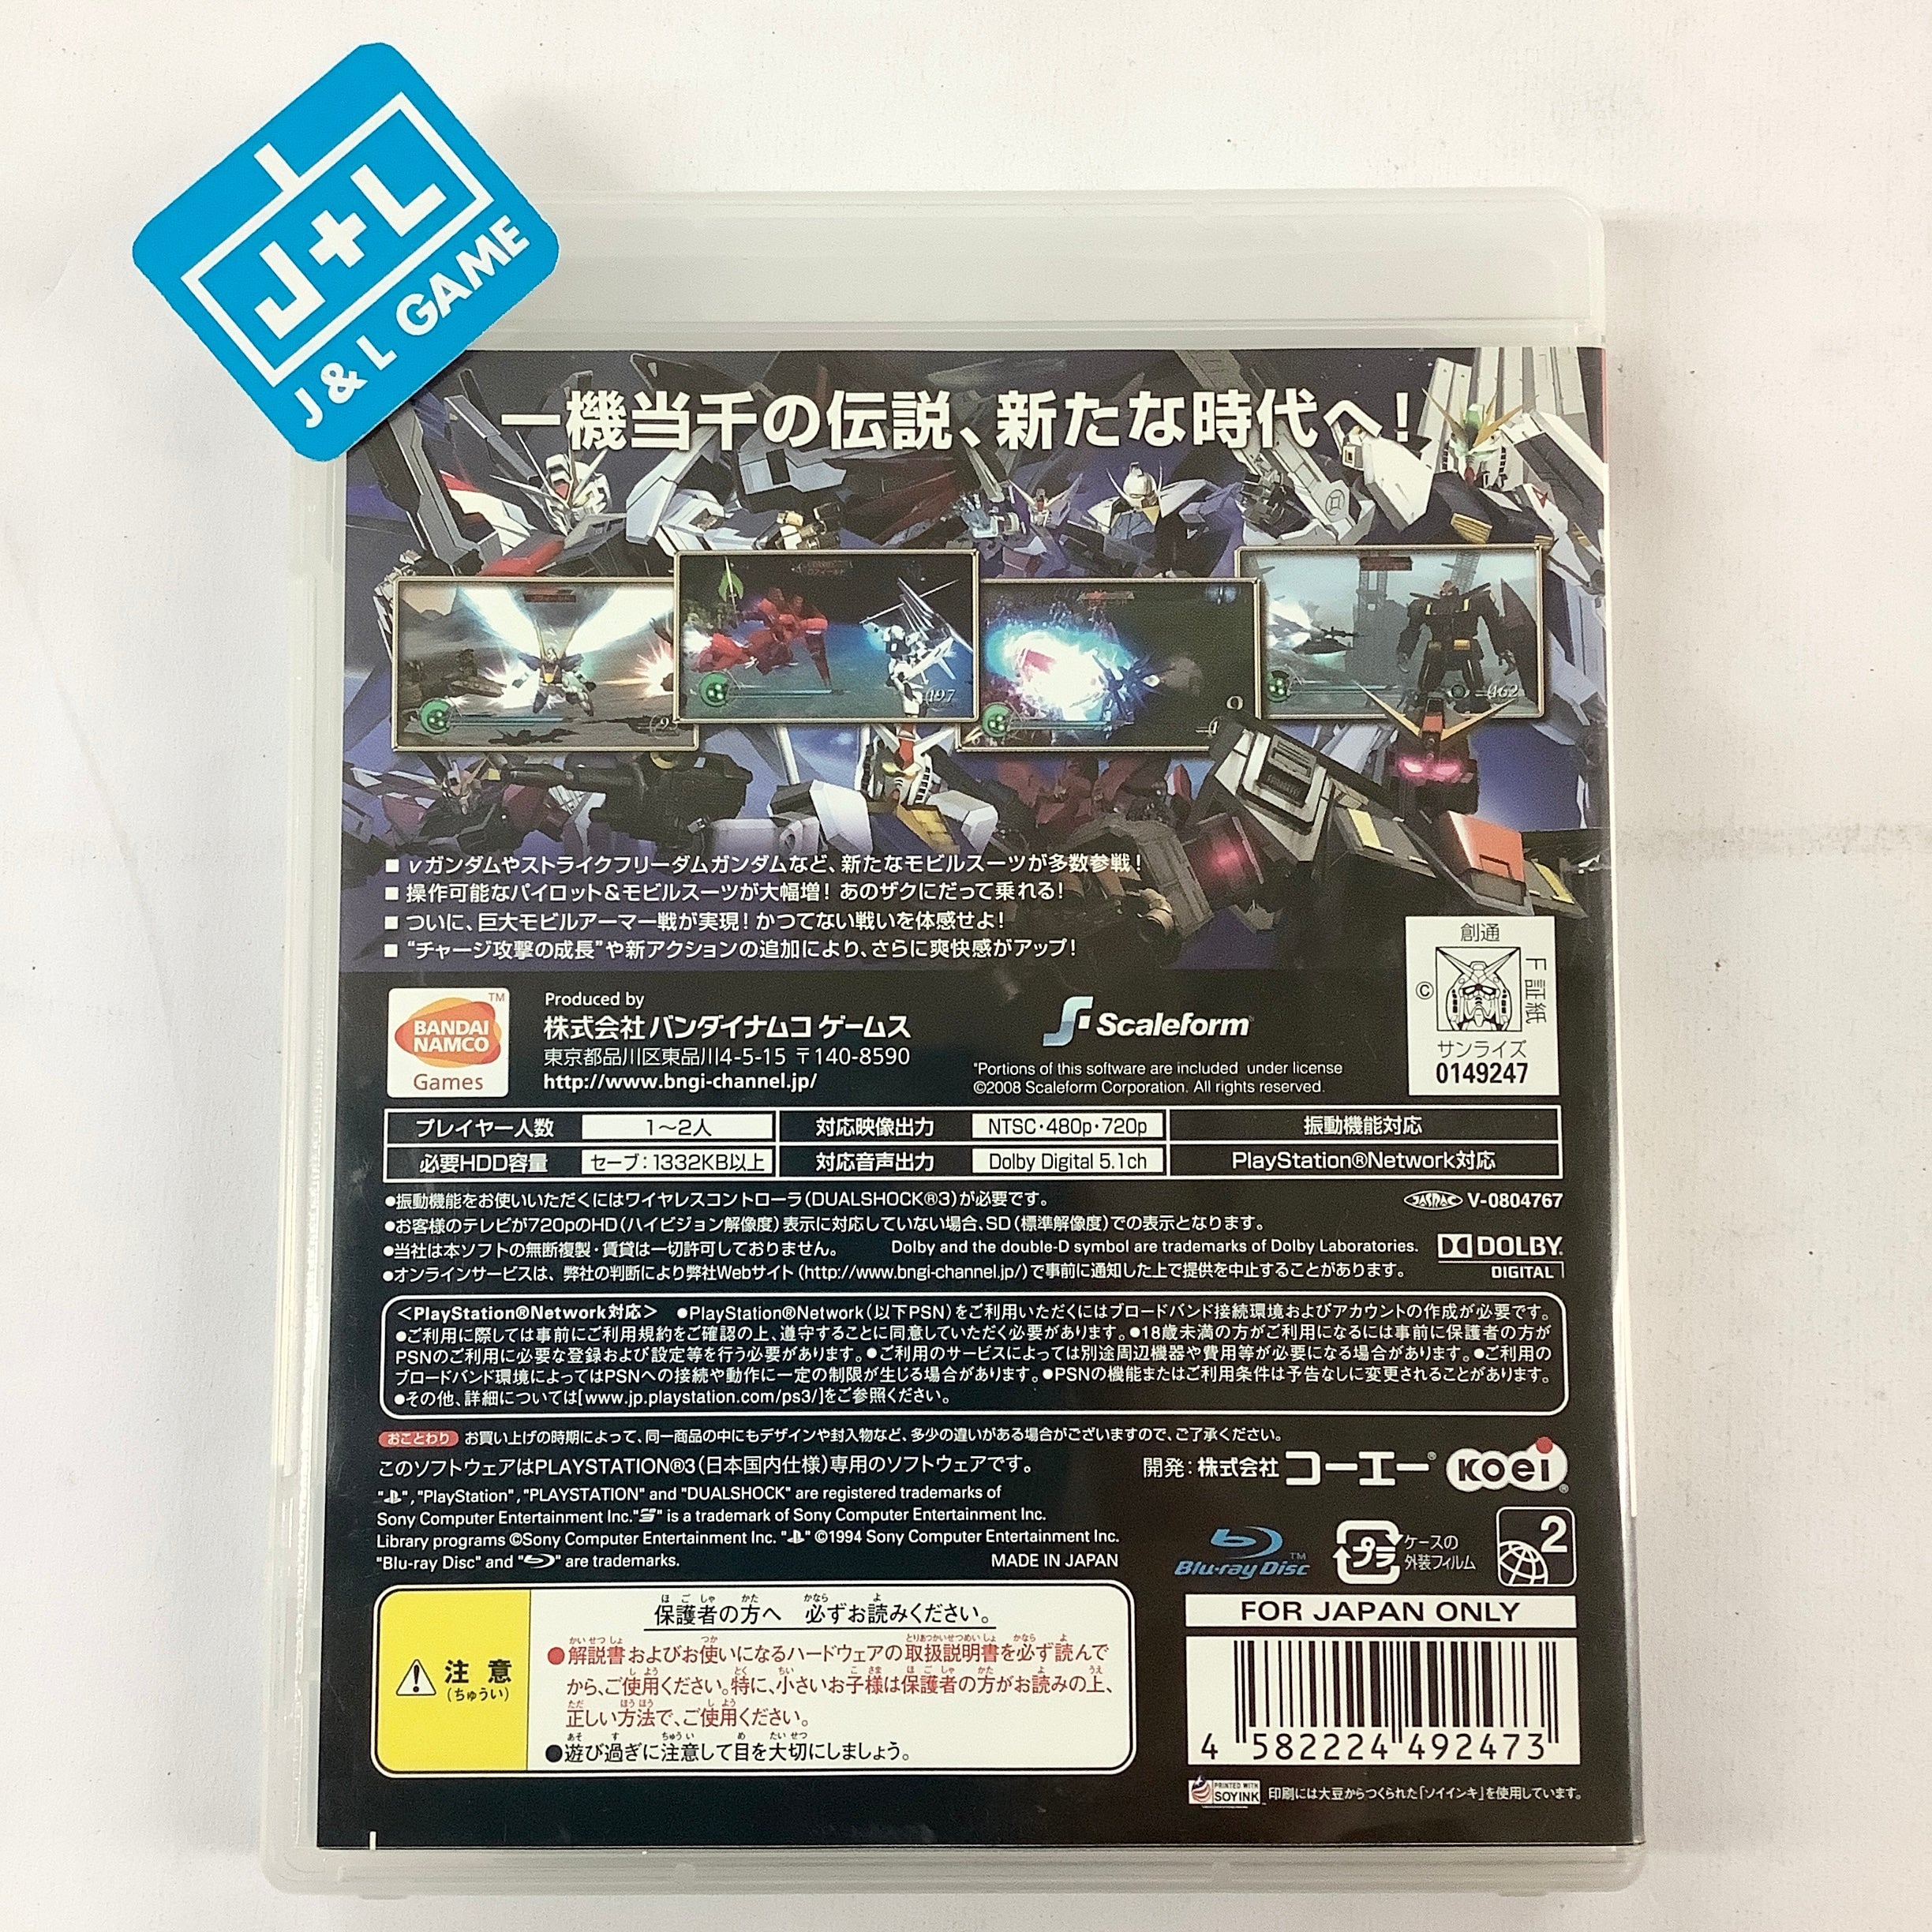 J+L
J & L GAME
一機当千の伝説、新たな時代へ!
197
462
■ νガンダムやストライクフリーダムガンダムなど、新たなモビルスーツが多数参戦!
■ 操作可能なパイロット&モビルスーツが大幅増! あのザクにだって乗れる!
■ ついに、巨大モビルアーマー戦が実現! かつてない戦いを体感せよ!
■ “チャージ攻撃の成長”や新アクションの追加により、さらに爽快感がアップ!
創通
©
F証紙
サンライズ
0149247
BANDAI
NAMCO
Games
TM
Produced by
株式会社 バンダイナムコ ゲームス
東京都品川区東品川4-5-15 〒140-8590
http://www.bngi-channel.jp/
Scaleform
"Portions of this software are included under license
©2008 Scaleform Corporation. All rights reserved.
プレイヤー人数 1～2人 対応映像出力 NTSC・480p・720p 振動機能対応
必要HDD容量 セーブ:1332KB以上 対応音声出力 Dolby Digital 5.1ch PlayStation®Network対応
●振動機能をお使いいただくにはワイヤレスコントローラ(DUALSHOCK®3)が必要です。
JASRAC V-0804767
●お客様のテレビが720pのHD(ハイビジョン解像度)表示に対応していない場合、SD(標準解像度)での表示となります。
●当社は本ソフトの無断複製・賃貸は一切許可しておりません。 Dolby and the double-D symbol are trademarks of Dolby Laboratories.
DOLBY
DIGITAL
●オンラインサービスは、弊社の判断により弊社Webサイト(http://www.bngi-channel.jp/)で事前に通知した上で提供を中止することがあります。
＜PlayStation®Network対応＞ ●PlayStation®Network(以下PSN)をご利用いただくにはブロードバンド接続環境およびアカウントの作成が必要です。
●ご利用に際しては事前にご利用規約をご確認の上、遵守することに同意していただく必要があります。●18歳未満の方がご利用になるには事前に保護者の方が
PSNのご利用に必要な登録および設定等を行う必要があります。●ご利用のサービスによっては別途周辺機器や費用等が必要になる場合があります。●ご利用の
ブロードバンド環境によってはPSNへの接続や動作に一定の制限が生じる場合があります。●PSNの機能またはご利用条件は予告なしに変更されることがあります。
●その他、詳細については[www.jp.playstation.com/ps3/]をご参照ください。
おことわり お買い上げの時期によって、同一商品の中にもデザインや封入物など、多少の違いがある場合がございますので、ご了承ください。
このソフトウェアはPLAYSTATION®3(日本国内仕様)専用のソフトウェアです。
開発:株式会社コーエー® KOEI®
"", "PlayStation", "PLAYSTATION" and "DUALSHOCK" are registered trademarks of
Sony Computer Entertainment Inc. "" is a trademark of Sony Computer Entertainment Inc.
Library programs ©Sony Computer Entertainment Inc. "" ©1994 Sony Computer Entertainment Inc.
"Blu-ray Disc" and "" are trademarks.
MADE IN JAPAN
Blu-ray Disc™
プラ
ケースの
外装フィルム
2
FOR JAPAN ONLY
注意
(ちゅうい)
保護者の方へ 必ずお読みください。
●解説書およびお使いになるハードウェアの取扱説明書を必ず読んで
から、ご使用ください。特に、小さいお子様は保護者の方がお読みの上、
正しい方法で、ご使用ください。
●遊び過ぎに注意して目を大切にしましょう。
4 582224 492473
PRINTED WITH
SOY INK
印刷には大豆からつくられた「ソイインキ」を使用しています。